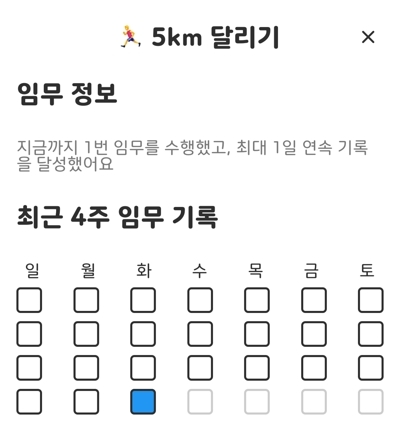 🏃 5km 달리기 ×
임무 정보
지금까지 1번 임무를 수행했고, 최대 1일 연속 기록
을 달성했어요
최근 4주 임무 기록
일 월 화 수 목 금 토